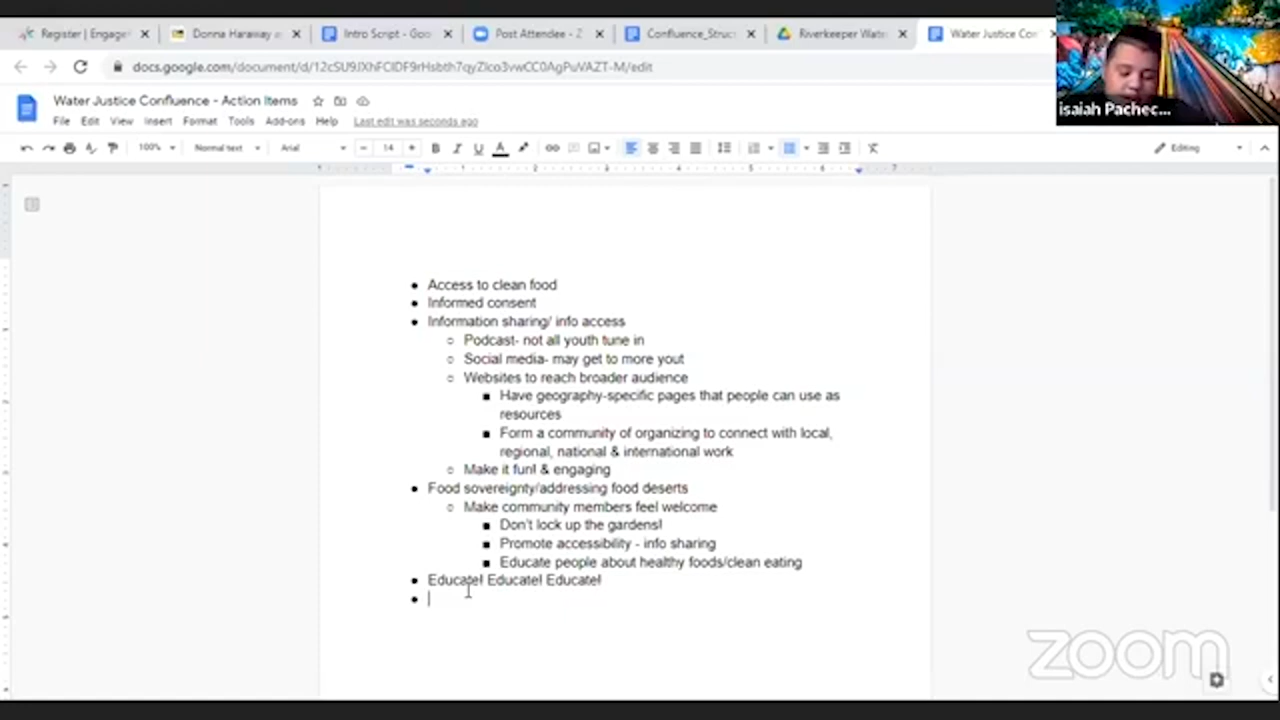 Register | Engage
Donna Haraway
Intro Script - Goo
Post Attendee - Z
Confluence_Struc
Riverkeeper Wate
Water Justice Con
docs.google.com/document/d/
/edit
Water Justice Confluence - Action Items
File Edit View Insert Format Tools Add-ons Help Last edit was seconds ago
100% Normal text Arial 14 Editing
isaiah Pachec...
Access to clean food
Informed consent
Information sharing/ info access
Podcast- not all youth tune in
Social media- may get to more yout
Websites to reach broader audience
Have geography-specific pages that people can use as
resources
Form a community of organizing to connect with local,
regional, national & international work
Make it fun! & engaging
Food sovereignty/addressing food deserts
Make community members feel welcome
Don't lock up the gardens!
Promote accessibility - info sharing
Educate people about healthy foods/clean eating
Educate! Educate! Educate!
zoom